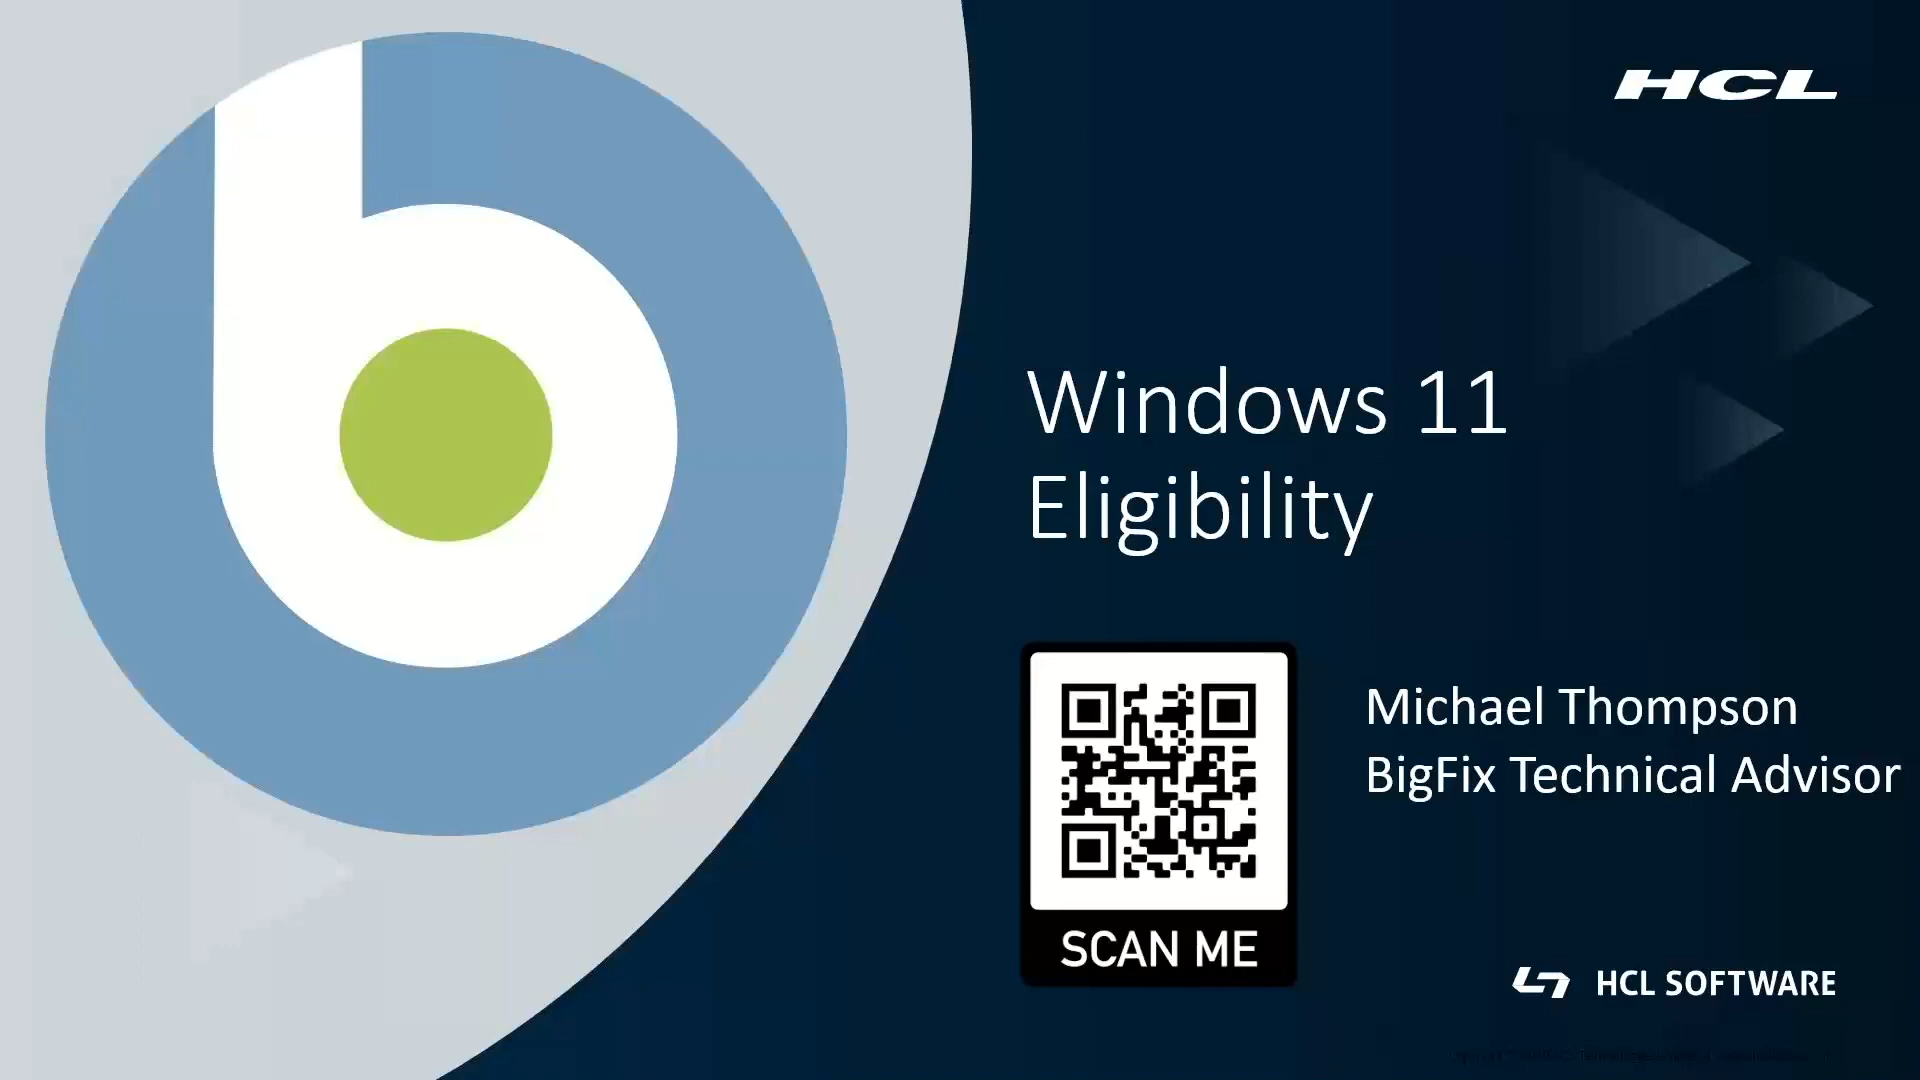 HCL
Windows 11
Eligibility
Michael Thompson
BigFix Technical Advisor
SCAN ME
HCL SOFTWARE